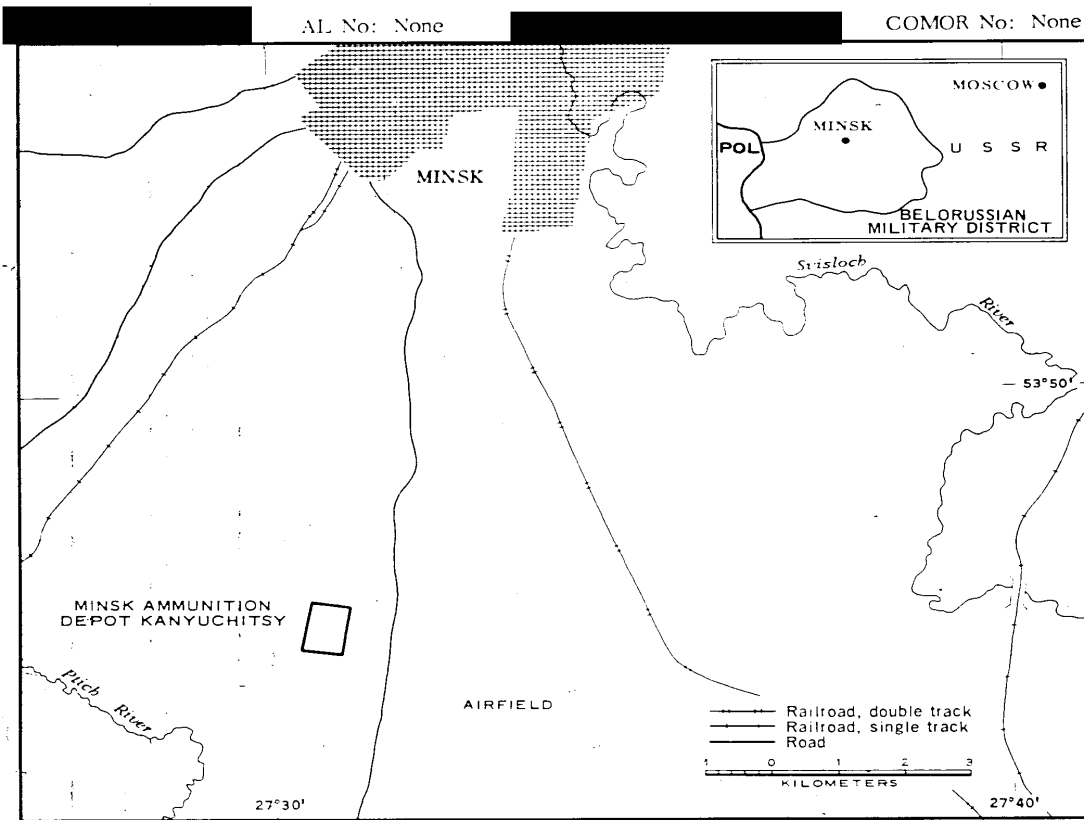 AL No: None
COMOR No: None
MOSCOW
MINSK
POL
U S S R
BELORUSSIAN
MILITARY DISTRICT
MINSK
Svisloch
River
53°50'
MINSK AMMUNITION
DEPOT KANYUCHITSY
Ptich
River
AIRFIELD
Railroad, double track
Railroad, single track
Road
1 0 1 2 3
KILOMETERS
27°30'
27°40'